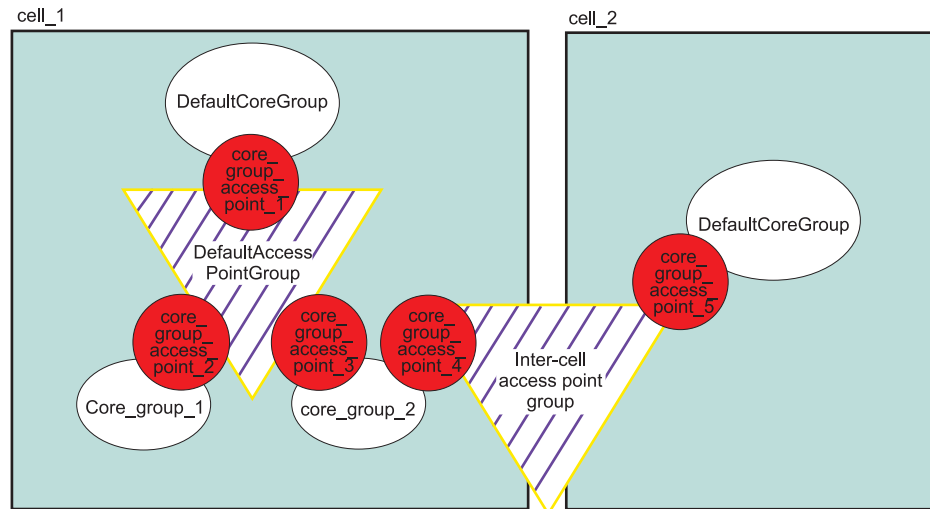 cell_1
cell_2
DefaultCoreGroup
core_
group_
access_
point_1
DefaultAccess
PointGroup
core_
group_
access_
point_2
Core_group_1
core_
group_
access_
point_3
core_group_2
core_
group_
access_
point_4
Inter-cell
access point
group
core_
group_
access_
point_5
DefaultCoreGroup